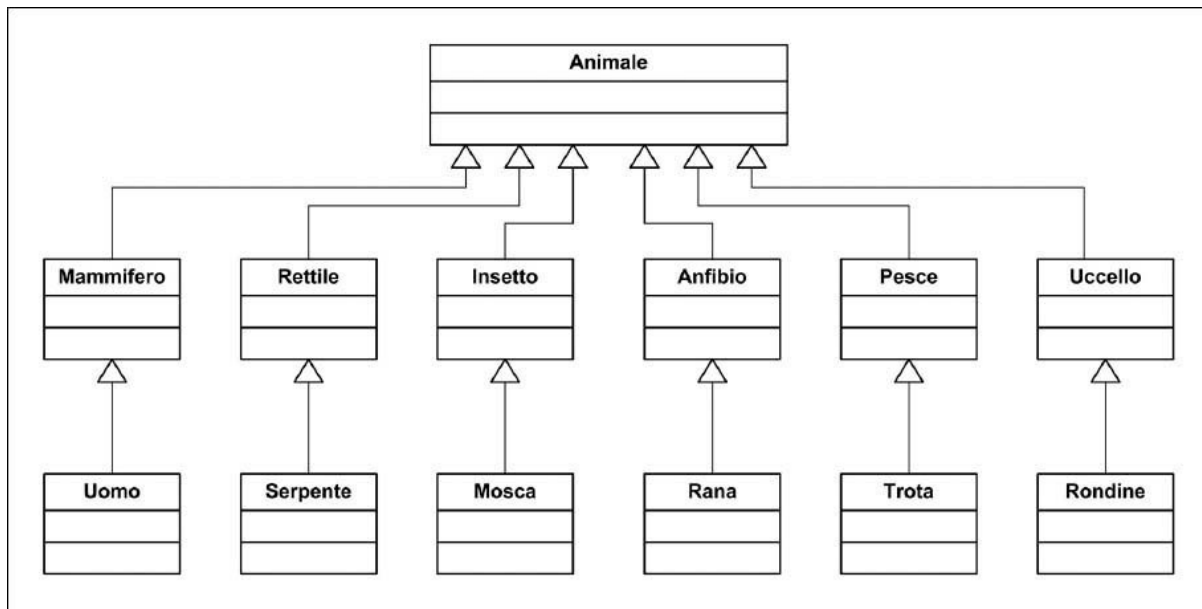 Animale
Mammifero
Rettile
Insetto
Anfibio
Pesce
Uccello
Uomo
Serpente
Mosca
Rana
Trota
Rondine